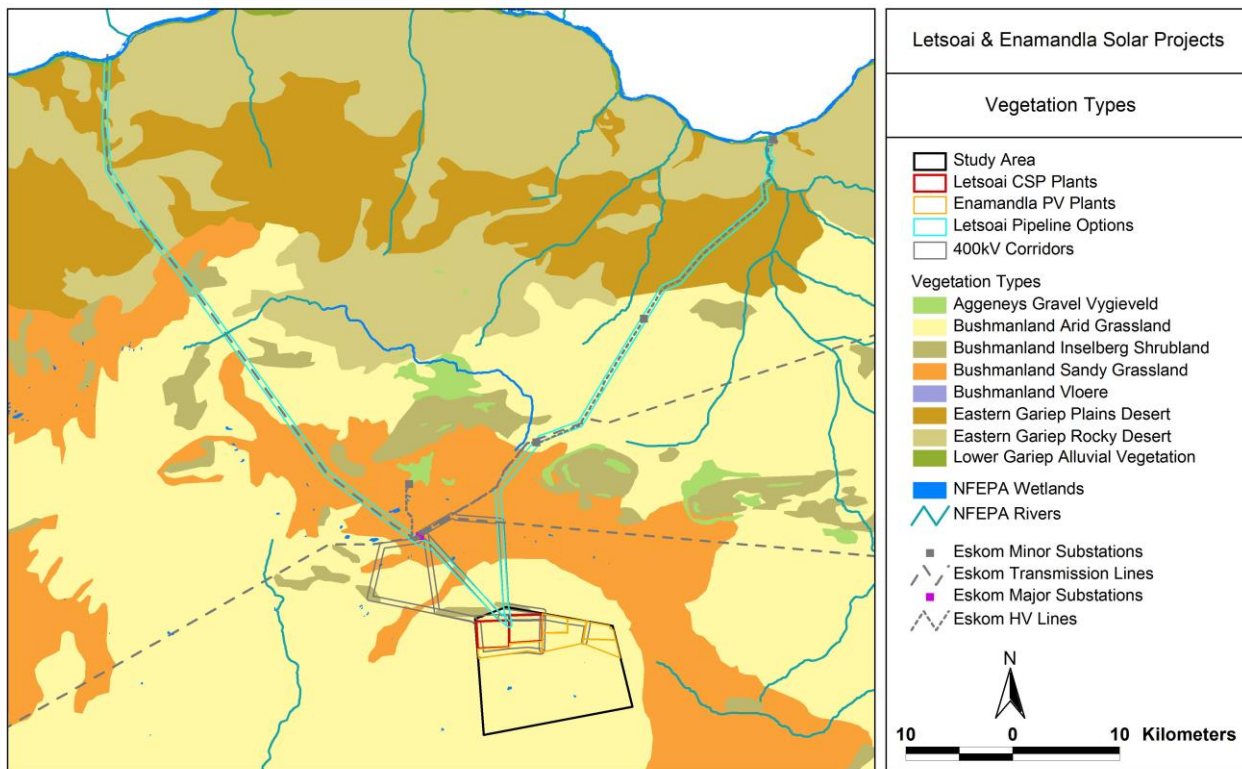 Letsoai & Enamandla Solar Projects
Vegetation Types
Study Area
Letsoai CSP Plants
Enamandla PV Plants
Letsoai Pipeline Options
400kV Corridors
Vegetation Types
Aggeneys Gravel Vygieveld
Bushmanland Arid Grassland
Bushmanland Inselberg Shrubland
Bushmanland Sandy Grassland
Bushmanland Vloere
Eastern Gariep Plains Desert
Eastern Gariep Rocky Desert
Lower Gariep Alluvial Vegetation
NFEPA Wetlands
NFEPA Rivers
Eskom Minor Substations
Eskom Transmission Lines
Eskom Major Substations
Eskom HV Lines
N
10 0 10 Kilometers